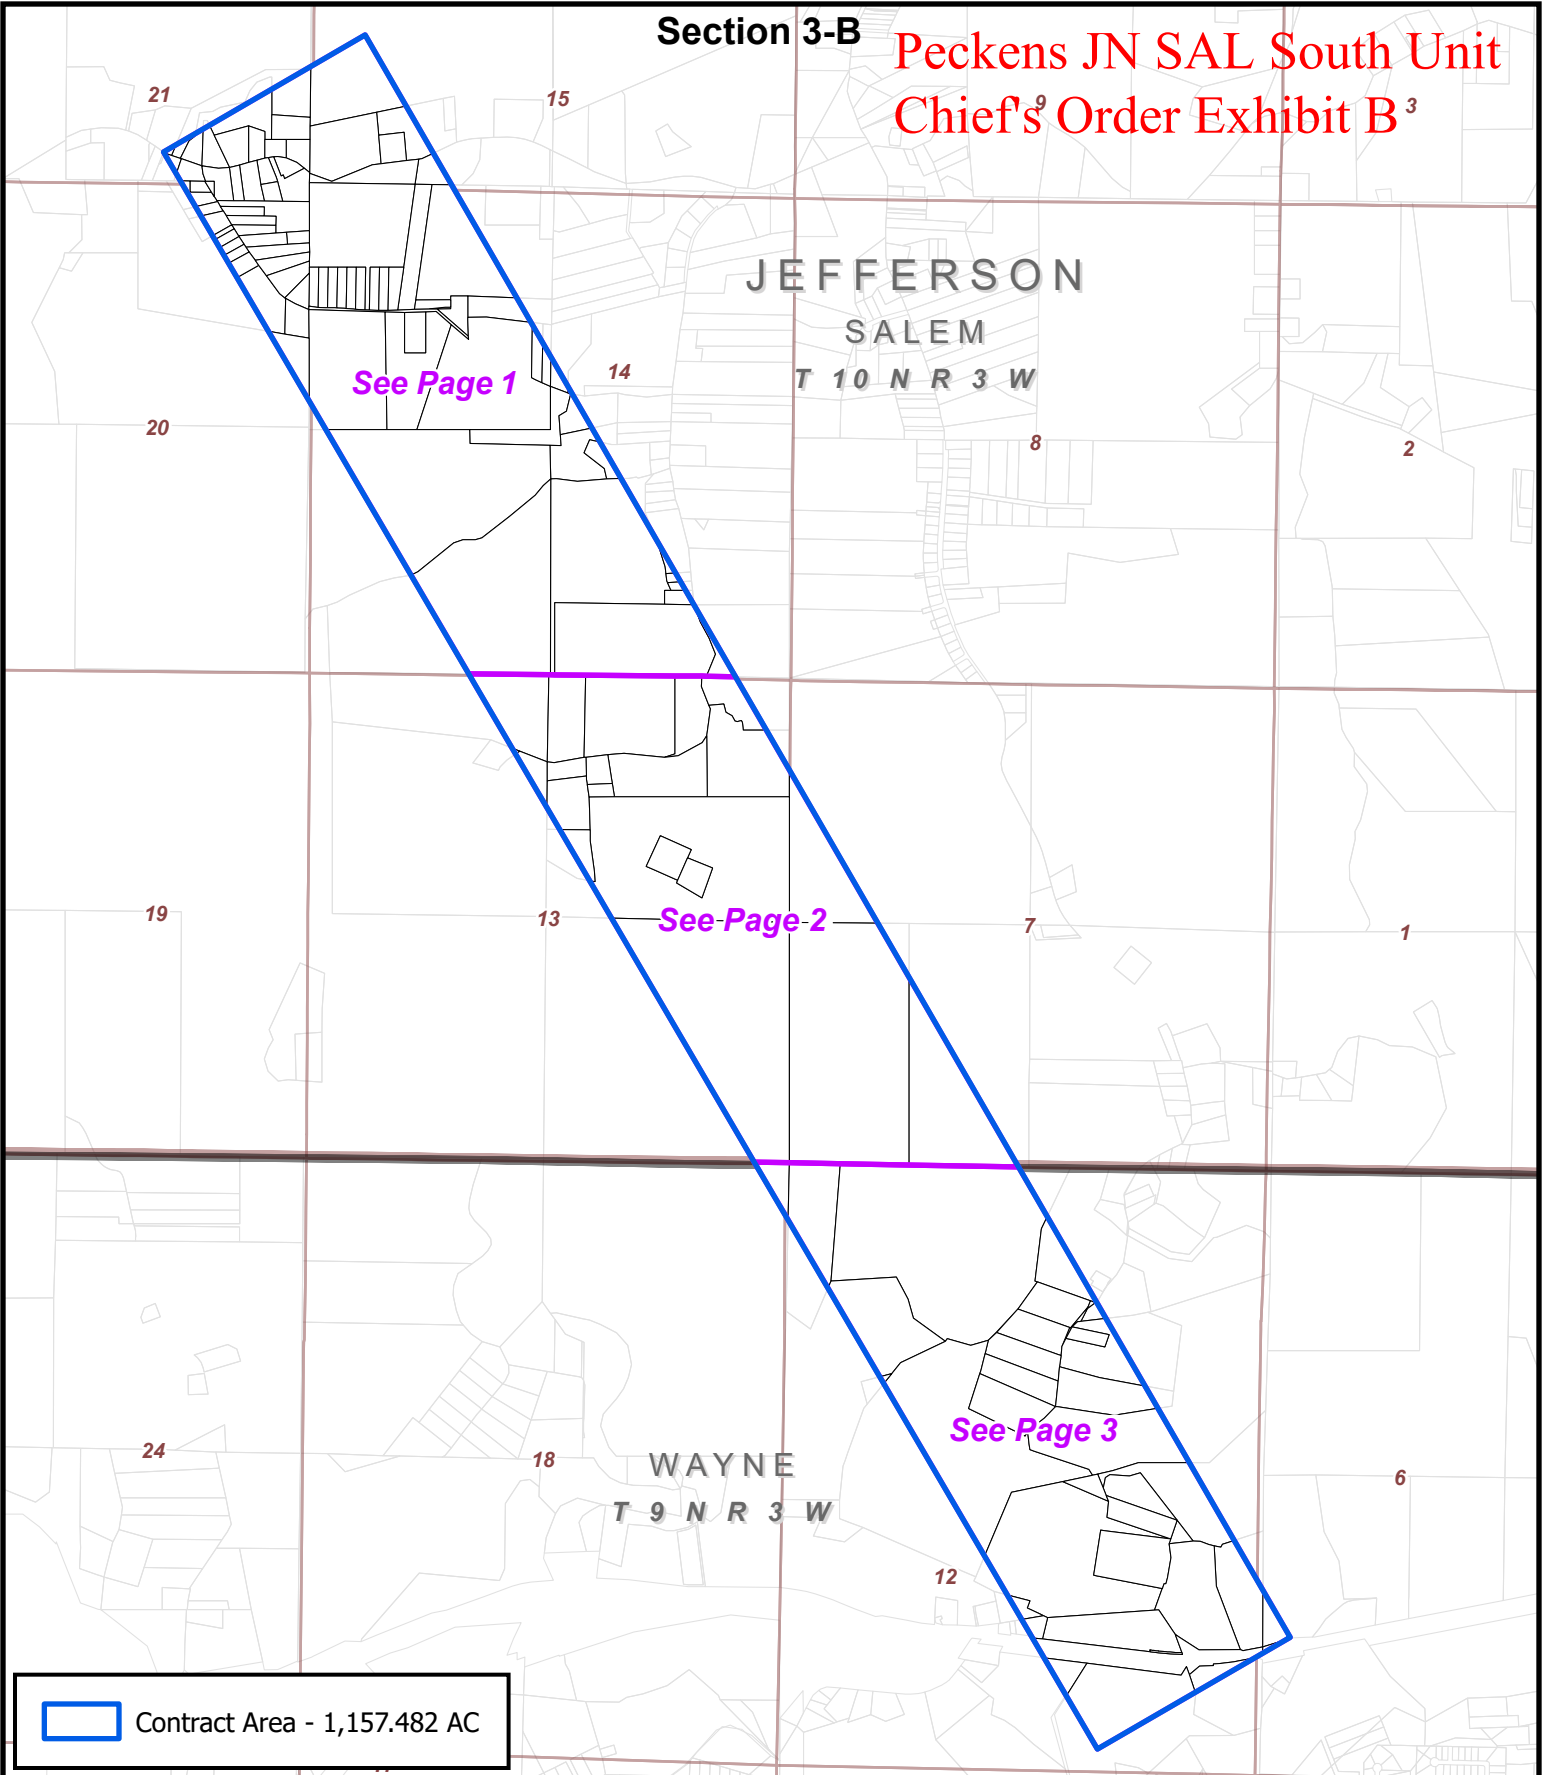 Section 3-B
Peckens JN SAL South Unit
Chief's Order Exhibit B
21
15
9
3
JEFFERSON
SALEM
T 10 N R 3 W
See Page 1
14
20
8
2
19
13
See Page 2
7
1
See Page 3
24
18
WAYNE
T 9 N R 3 W
6
12
Contract Area - 1,157.482 AC